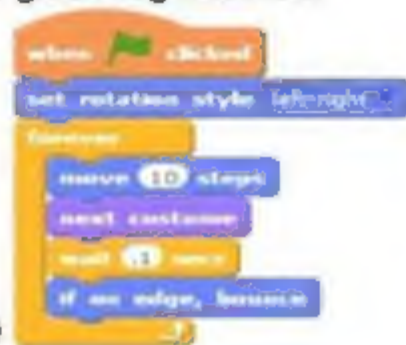 when clicked
set rotation style left-right
forever
move 10 steps
next costume
wait .1 secs
if on edge, bounce